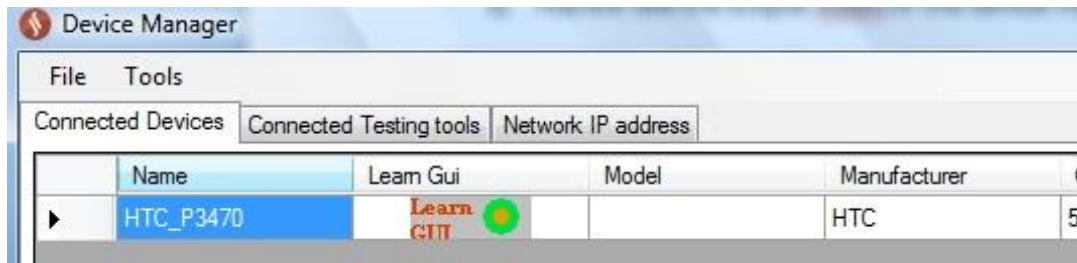 Device Manager
File Tools
Connected Devices Connected Testing tools Network IP address
Name Learn Gui Model Manufacturer
HTC_P3470 Learn GUI HTC 5